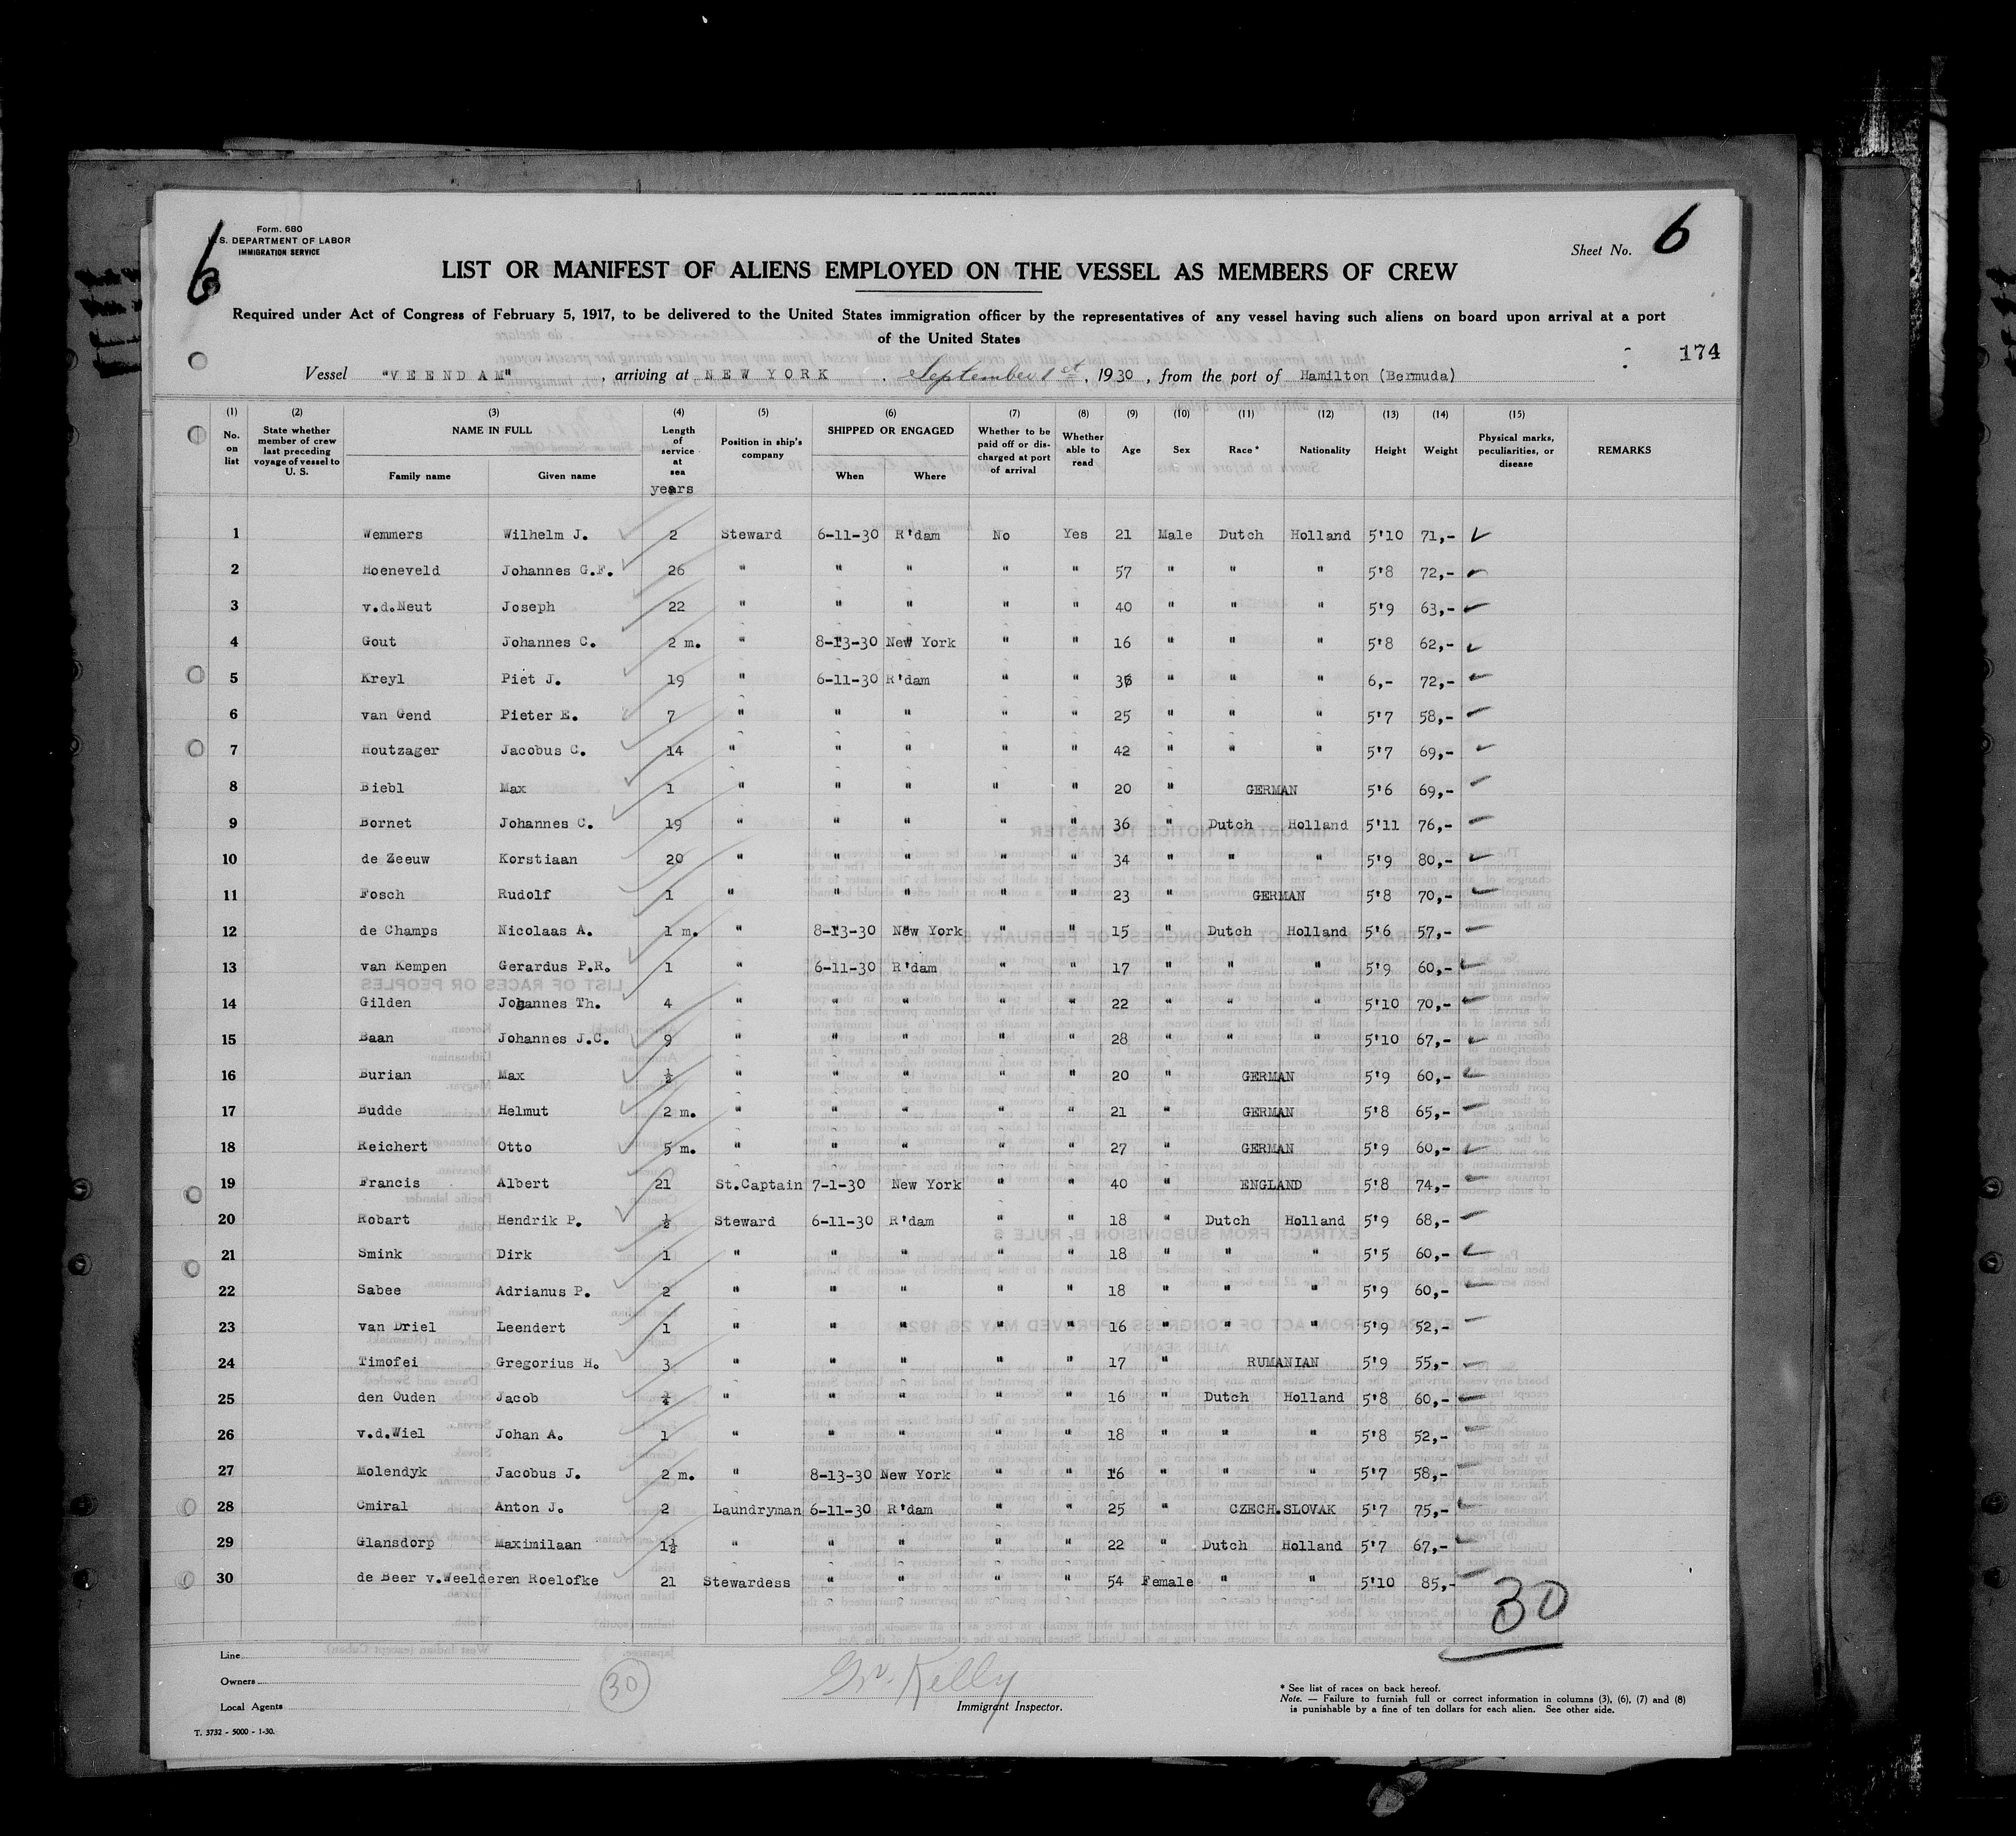 Form. 680
U.S. DEPARTMENT OF LABOR
IMMIGRATION SERVICE
6
Sheet No. 6
LIST OR MANIFEST OF ALIENS EMPLOYED ON THE VESSEL AS MEMBERS OF CREW
Required under Act of Congress of February 5, 1917, to be delivered to the United States immigration officer by the representatives of any vessel having such aliens on board upon arrival at a port
of the United States
174
Vessel "VEENDAM", arriving at NEW YORK, September 1st, 1930, from the port of Hamilton (Bermuda)
(1) (2) (3) (4) (5) (6) (7) (8) (9) (10) (11) (12) (13) (14) (15)
No. on list State whether member of crew last preceding voyage of vessel to U. S. NAME IN FULL Family name Given name Length of service at sea years Position in ship's company SHIPPED OR ENGAGED When Where Whether to be paid off or discharged at port of arrival Whether able to read Age Sex Race* Nationality Height Weight Physical marks, peculiarities, or disease REMARKS
1 Wemmers Wilhelm J. 2 Steward 6-11-30 R'dam No Yes 21 Male Dutch Holland 5'10 71,-
2 Hoeneveld Johannes G.F. 26 " " " " " 57 " " " 5'8 72,-
3 v.d.Neut Joseph 22 " " " " " 40 " " " 5'9 63,-
4 Gout Johannes C. 2 m. " 8-13-30 New York " " 16 " " " 5'8 62,-
5 Kreyl Piet J. 19 " 6-11-30 R'dam " " 36 " " " 6,- 72,-
6 van Gend Pieter E. 7 " " " " " 25 " " " 5'7 58,-
7 Houtzager Jacobus C. 14 " " " " " 42 " " " 5'7 69,-
8 Biebl Max 1 " " " " " 20 " GERMAN 5'6 69,-
9 Bornet Johannes C. 19 " " " " " 36 " Dutch Holland 5'11 76,-
10 de Zeeuw Korstiaan 20 " " " " " 34 " " " 5'9 80,-
11 Fosch Rudolf 1 " " " " " 23 " GERMAN 5'8 70,-
12 de Champs Nicolaas A. 1 m. " 8-13-30 New York " " 15 " Dutch Holland 5'6 57,-
13 van Kempen Gerardus P.R. 1 " 6-11-30 R'dam " " 17 " " " 5'9 60,-
14 Gilden Johannes Th. 4 " " " " " 22 " " " 5'10 70,-
15 Baan Johannes J.C. 9 " " " " " 28 " " " 5'10 67,-
16 Burian Max ½ " " " " " 20 " GERMAN 5'9 60,-
17 Budde Helmut 2 m. " " " " " 21 " GERMAN 5'8 65,-
18 Reichert Otto 5 m. " " " " " 27 " GERMAN 5'9 60,-
19 Francis Albert 21 St.Captain 7-1-30 New York " " 40 " ENGLAND 5'8 74,-
20 Robart Hendrik P. ½ Steward 6-11-30 R'dam " " 18 " Dutch Holland 5'9 68,-
21 Smink Dirk 1 " " " " " 18 " " " 5'5 60,-
22 Sabee Adrianus P. 2 " " " " " 18 " " " 5'9 60,-
23 van Driel Leendert 1 " " " " " 16 " " " 5'9 52,-
24 Timofei Gregorius H. 3 " " " " " 17 " RUMANIAN 5'9 55,-
25 den Ouden Jacob " " " " " 16 " Dutch Holland 5'8 60,-
26 v.d.Wiel Johan A. 1 " " " " " 18 " " " 5'8 52,-
27 Molendyk Jacobus J. 2 m. " 8-13-30 New York " " 16 " " " 5'7 58,-
28 Cmiral Anton J. 2 Laundryman 6-11-30 R'dam " " 25 " CZECH.SLOVAK 5'7 75,-
29 Glansdorp Maximilaan 1½ " " " " " 22 " Dutch Holland 5'7 67,-
30 de Beer v.Weelderen Roelofke 21 Stewardess " " " " 54 Female " " 5'10 85,-
30
Line
Owners
Local Agents
30
Kelly
Immigrant Inspector.
* See list of races on back hereof.
Note. — Failure to furnish full or correct information in columns (3), (6), (7) and (8)
is punishable by a fine of ten dollars for each alien. See other side.
T. 3732 - 5000 - 1-30.